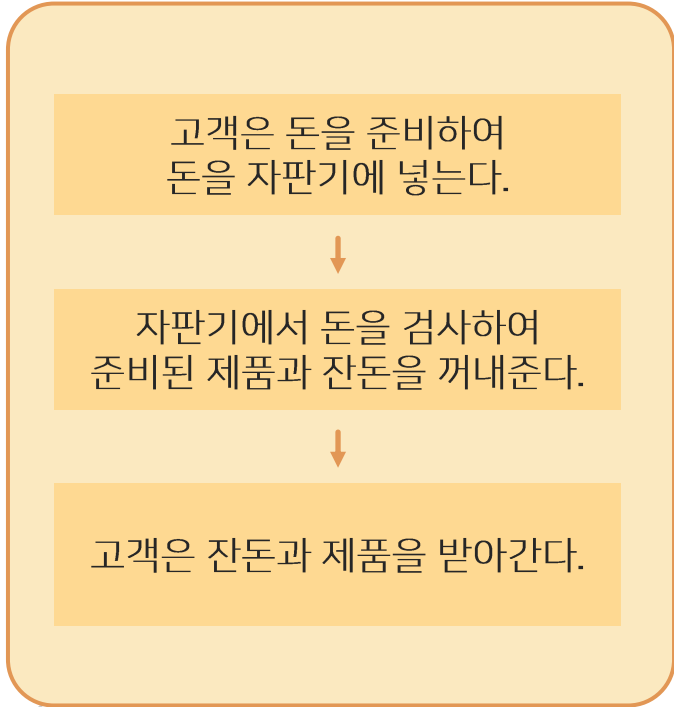 고객은 돈을 준비하여
돈을 자판기에 넣는다.
자판기에서 돈을 검사하여
준비된 제품과 잔돈을 꺼내준다.
고객은 잔돈과 제품을 받아간다.